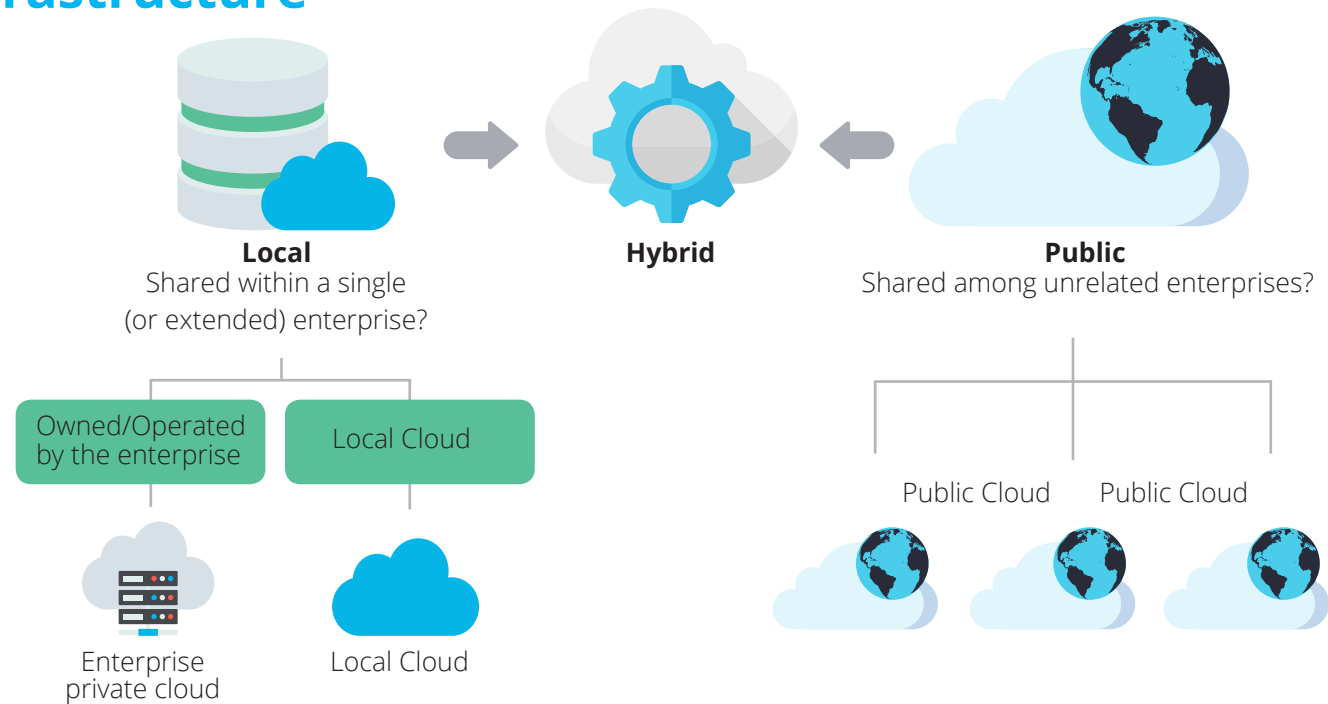 Local
Shared within a single
(or extended) enterprise?
Hybrid
Public
Shared among unrelated enterprises?
Owned/Operated
by the enterprise
Local Cloud
Public Cloud
Public Cloud
Enterprise
private cloud
Local Cloud